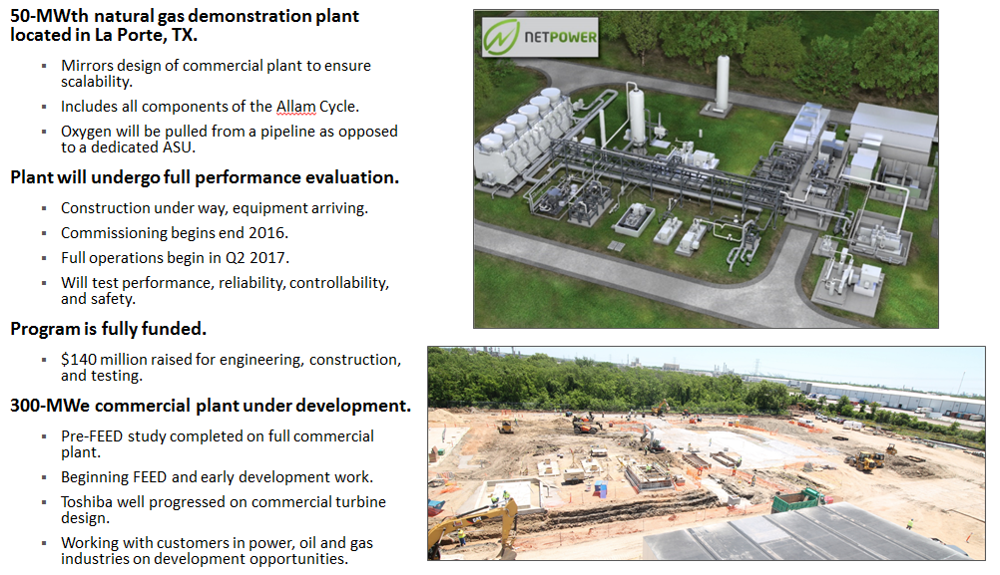 50-MWth natural gas demonstration plant
located in La Porte, TX.
▪ Mirrors design of commercial plant to ensure
scalability.
▪ Includes all components of the Allam Cycle.
▪ Oxygen will be pulled from a pipeline as opposed
to a dedicated ASU.
Plant will undergo full performance evaluation.
▪ Construction under way, equipment arriving.
▪ Commissioning begins end 2016.
▪ Full operations begin in Q2 2017.
▪ Will test performance, reliability, controllability,
and safety.
Program is fully funded.
▪ $140 million raised for engineering, construction,
and testing.
300-MWe commercial plant under development.
▪ Pre-FEED study completed on full commercial
plant.
▪ Beginning FEED and early development work.
▪ Toshiba well progressed on commercial turbine
design.
▪ Working with customers in power, oil and gas
industries on development opportunities.
NETPOWER